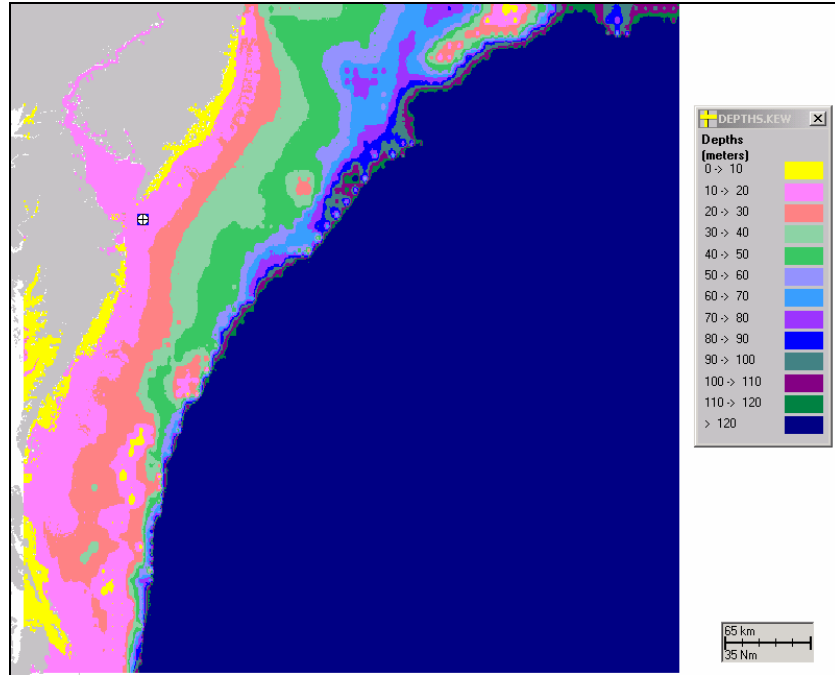 DEPTHS.KEW
Depths
(meters)
0 -> 10
10 -> 20
20 -> 30
30 -> 40
40 -> 50
50 -> 60
60 -> 70
70 -> 80
80 -> 90
90 -> 100
100 -> 110
110 -> 120
> 120
65 km
35 Nm